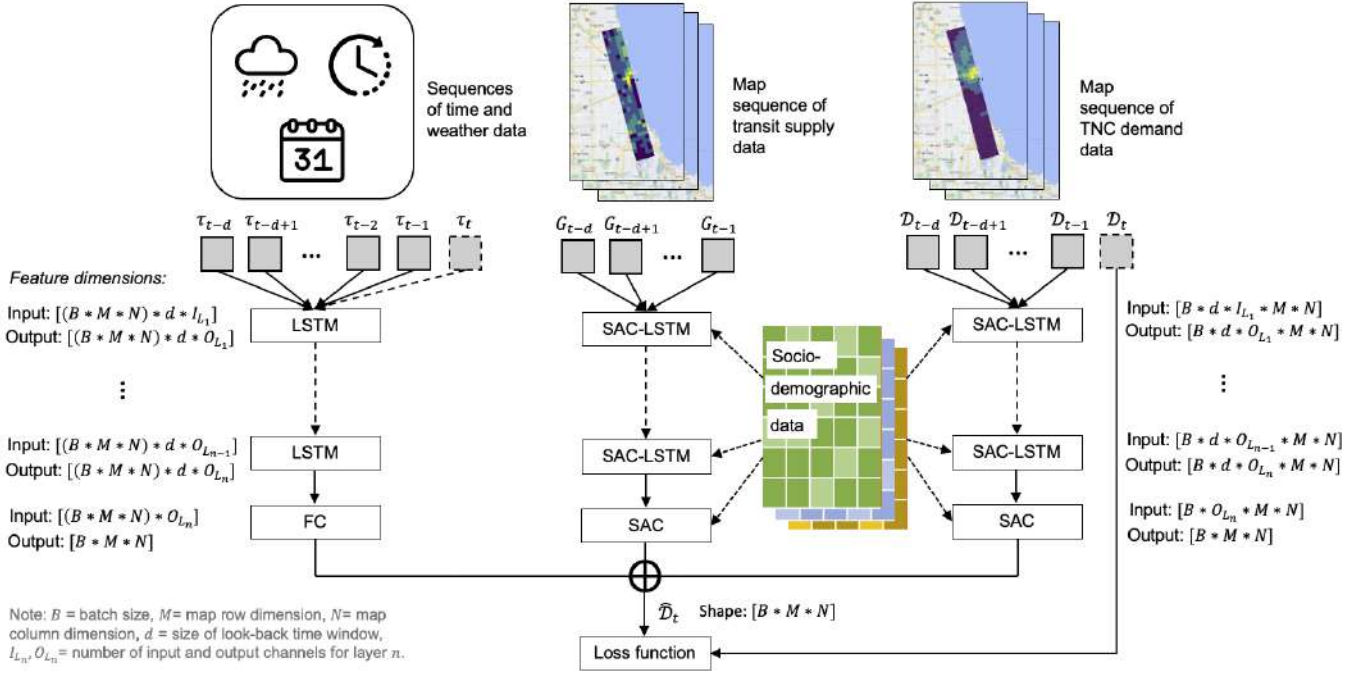 31
Sequences
of time and
weather data
Map
sequence of
transit supply
data
Map
sequence of
TNC demand
data
τ_{t−d} τ_{t−d+1} ... τ_{t−2} τ_{t−1} τ_t
G_{t−d} G_{t−d+1} ... G_{t−1}
𝒟_{t−d} 𝒟_{t−d+1} ... 𝒟_{t−1} 𝒟_t
Feature dimensions:
Input: [(B * M * N) * d * I_{L_1}]
Output: [(B * M * N) * d * O_{L_1}]
⋮
Input: [(B * M * N) * d * O_{L_{n−1}}]
Output: [(B * M * N) * d * O_{L_n}]
Input: [(B * M * N) * O_{L_n}]
Output: [B * M * N]
LSTM
LSTM
FC
SAC-LSTM
SAC-LSTM
SAC
Socio-
demographic
data
SAC-LSTM
SAC-LSTM
SAC
Input: [B * d * I_{L_1} * M * N]
Output: [B * d * O_{L_1} * M * N]
⋮
Input: [B * d * O_{L_{n−1}} * M * N]
Output: [B * d * O_{L_n} * M * N]
Input: [B * O_{L_n} * M * N]
Output: [B * M * N]
𝒟̂_t Shape: [B * M * N]
Loss function
Note: B = batch size, M= map row dimension, N= map
column dimension, d = size of look-back time window,
I_{L_n}, O_{L_n}= number of input and output channels for layer n.